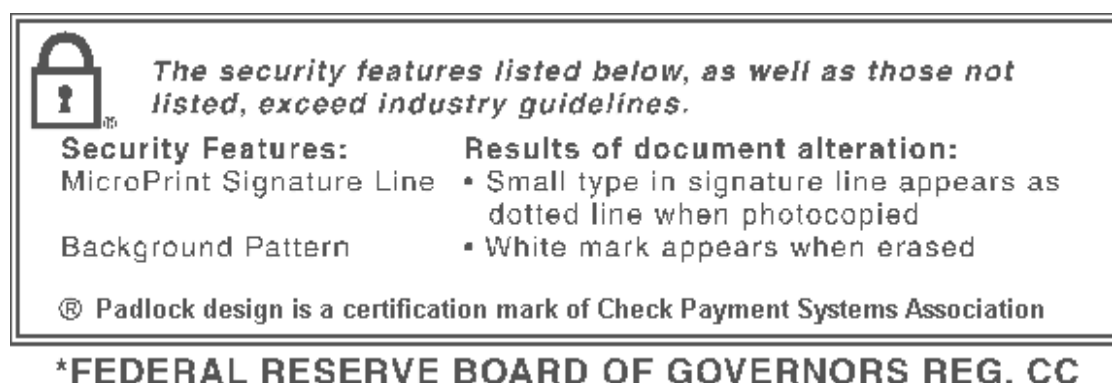 The security features listed below, as well as those not
listed, exceed industry guidelines.
®
Security Features: Results of document alteration:
MicroPrint Signature Line • Small type in signature line appears as
dotted line when photocopied
Background Pattern • White mark appears when erased
® Padlock design is a certification mark of Check Payment Systems Association
*FEDERAL RESERVE BOARD OF GOVERNORS REG. CC